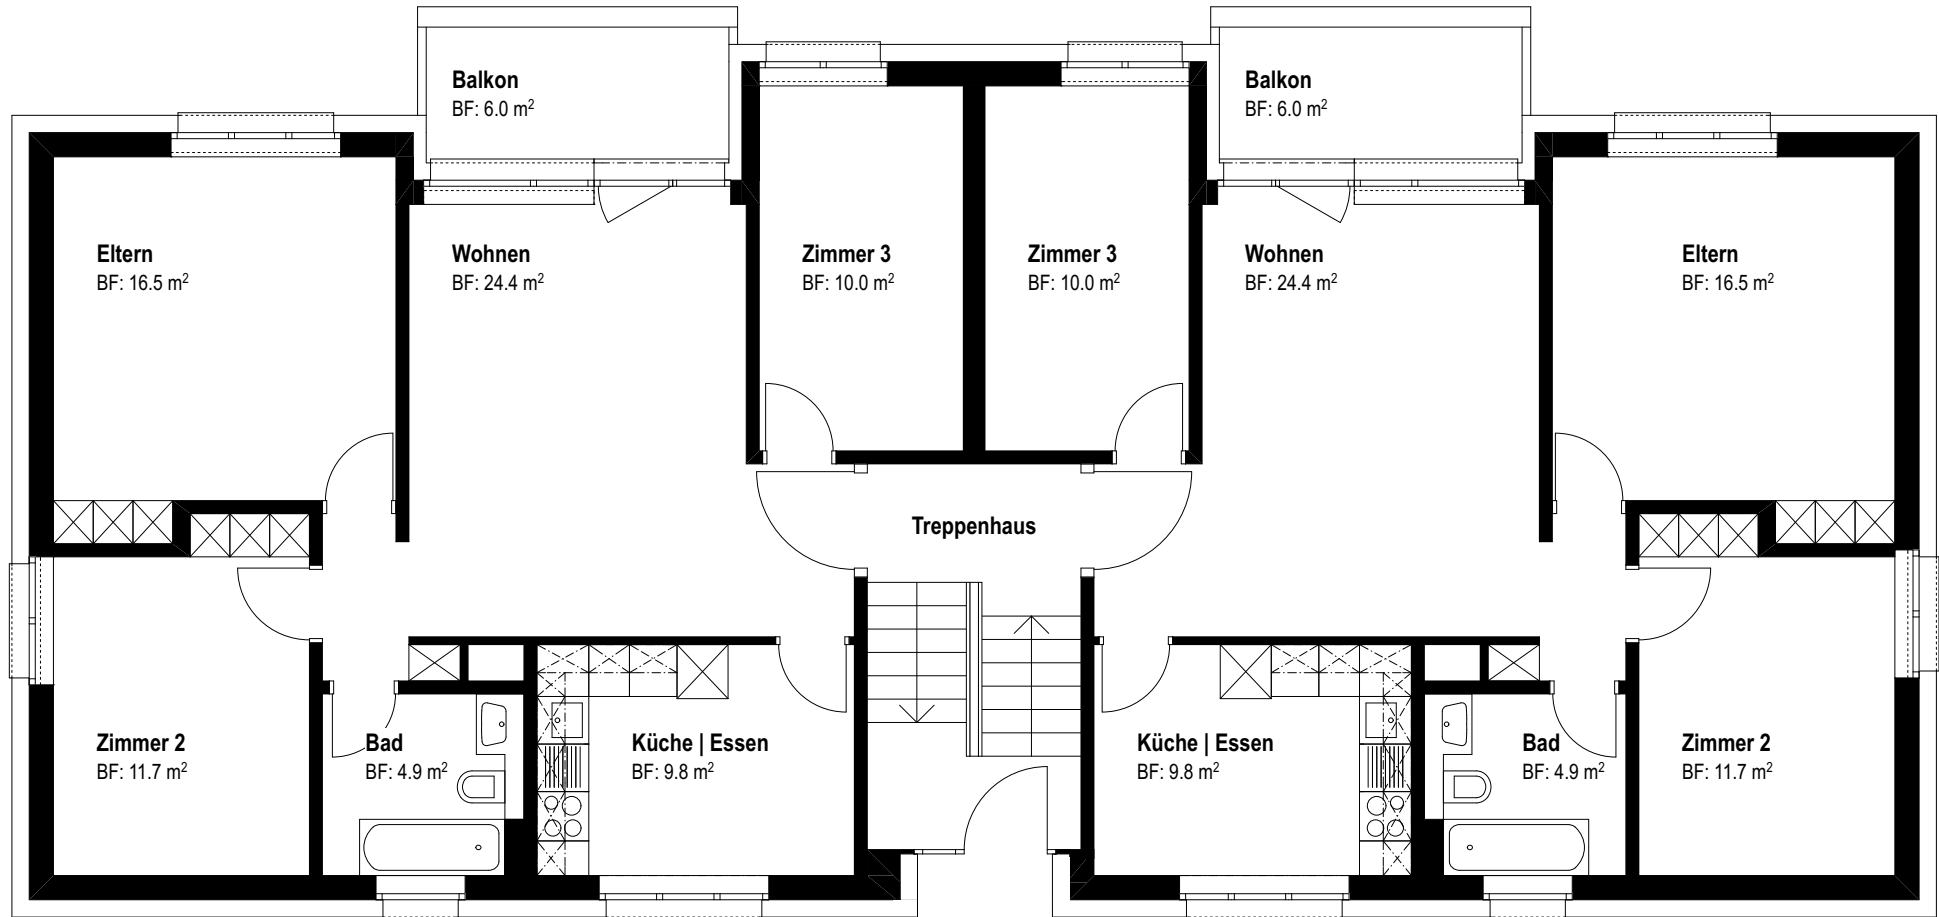 Balkon
BF: 6.0 m²
Balkon
BF: 6.0 m²
Eltern
BF: 16.5 m²
Wohnen
BF: 24.4 m²
Zimmer 3
BF: 10.0 m²
Zimmer 3
BF: 10.0 m²
Wohnen
BF: 24.4 m²
Eltern
BF: 16.5 m²
Treppenhaus
Zimmer 2
BF: 11.7 m²
Bad
BF: 4.9 m²
Küche | Essen
BF: 9.8 m²
Küche | Essen
BF: 9.8 m²
Bad
BF: 4.9 m²
Zimmer 2
BF: 11.7 m²